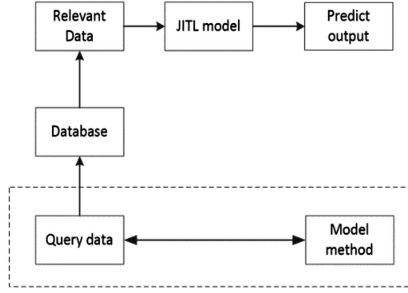 Relevant
Data
JITL model
Predict
output
Database
Query data
Model
method